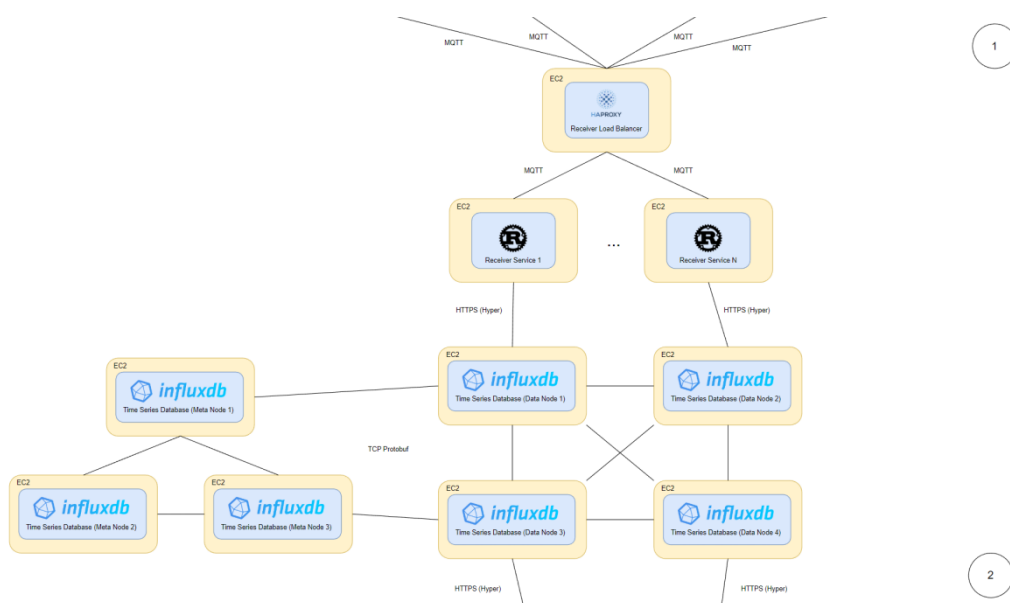 MQTT
MQTT
MQTT
MQTT
1
EC2
HAPROXY
Receiver Load Balancer
MQTT
MQTT
EC2
R
Receiver Service 1
...
EC2
R
Receiver Service N
HTTPS (Hyper)
HTTPS (Hyper)
EC2
influxdb
Time Series Database (Meta Node 1)
EC2
influxdb
Time Series Database (Data Node 1)
EC2
influxdb
Time Series Database (Data Node 2)
TCP Protobuf
EC2
influxdb
Time Series Database (Meta Node 2)
EC2
influxdb
Time Series Database (Meta Node 3)
EC2
influxdb
Time Series Database (Data Node 3)
EC2
influxdb
Time Series Database (Data Node 4)
HTTPS (Hyper)
HTTPS (Hyper)
2